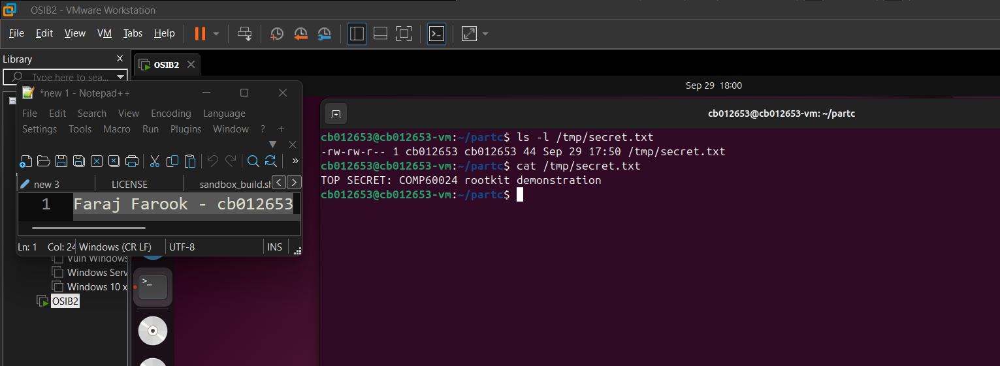 OSIB2 - VMware Workstation
File Edit View VM Tabs Help
Library
Type here to sea...
OSIB2
Sep 29 18:00
*new 1 - Notepad++
File Edit Search View Encoding Language
Settings Tools Macro Run Plugins Window ? +
new 3 LICENSE sandbox_build.sh
1 Faraj Farook - cb012653
Ln: 1 Col: 24 Windows (CR LF) UTF-8 INS
Vuln Windows
Windows Serv
Windows 10 x
OSIB2
cb012653@cb012653-vm: ~/partc
cb012653@cb012653-vm:~/partc$ ls -l /tmp/secret.txt
-rw-rw-r-- 1 cb012653 cb012653 44 Sep 29 17:50 /tmp/secret.txt
cb012653@cb012653-vm:~/partc$ cat /tmp/secret.txt
TOP SECRET: COMP60024 rootkit demonstration
cb012653@cb012653-vm:~/partc$